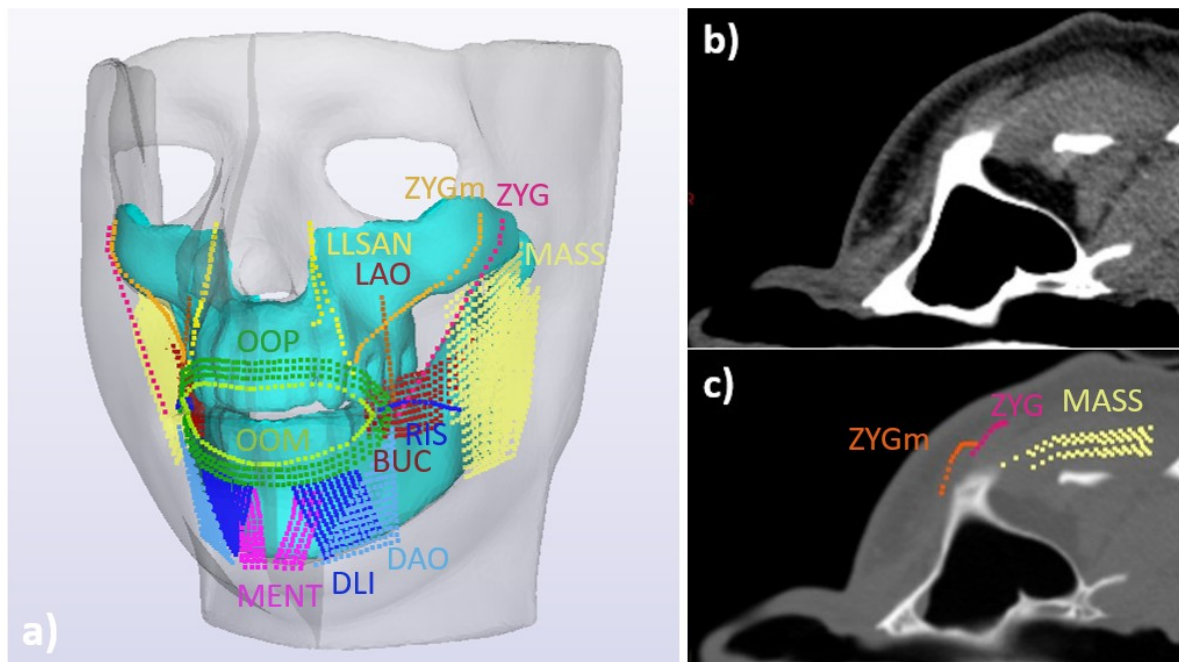 ZYGm
ZYG
LLSAN
MASS
LAO
OOP
OOM
RIS
BUC
DAO
DLI
MENT
a)
b)
R
c)
ZYG
MASS
ZYGm